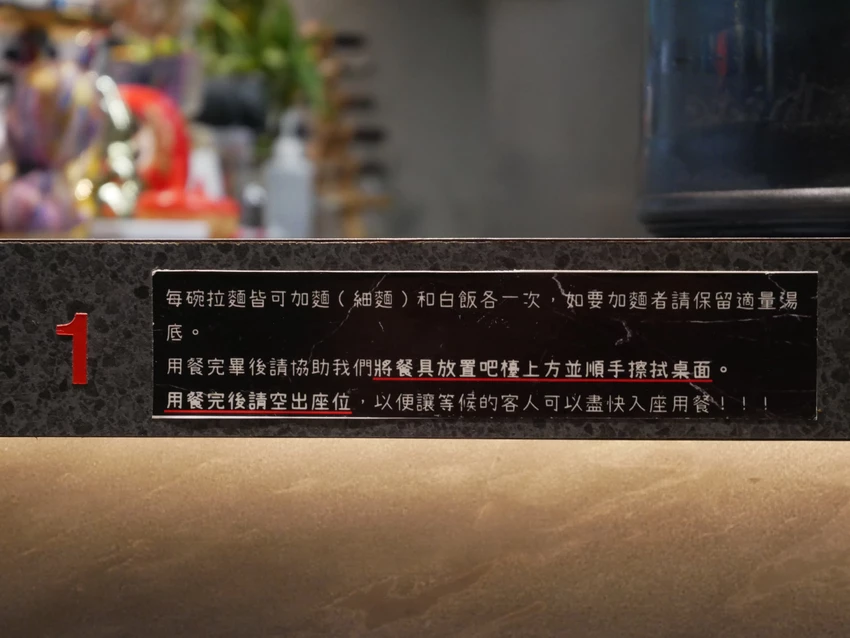 1
每碗拉麵皆可加麵（細麵）和白飯各一次，如要加麵者請保留適量湯
底。
用餐完畢後請協助我們將餐具放置吧檯上方並順手擦拭桌面。
用餐完後請空出座位，以便讓等候的客人可以盡快入座用餐！！！